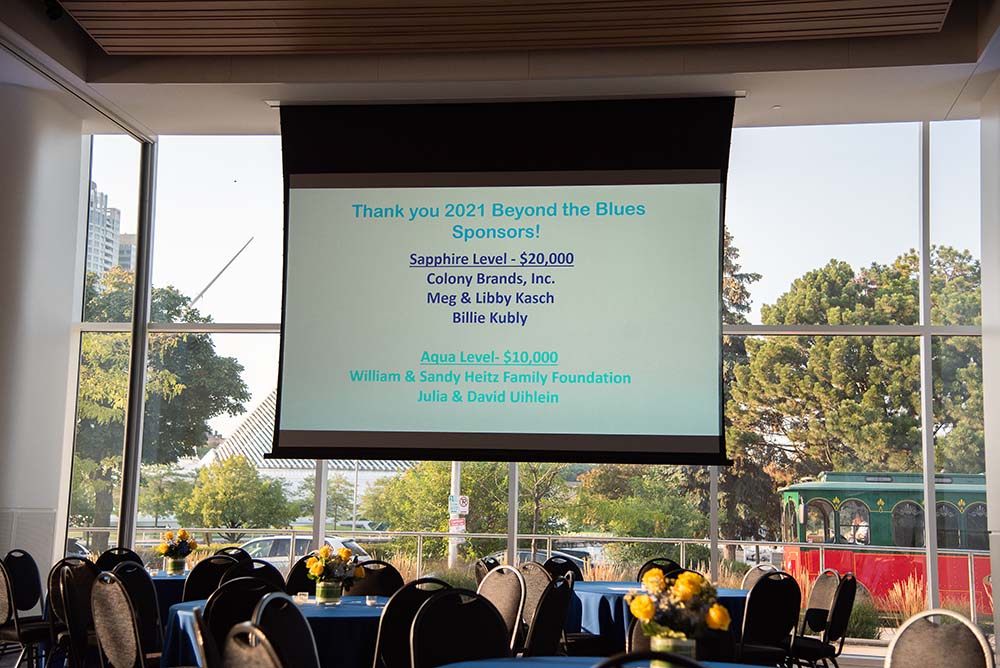 Thank you 2021 Beyond the Blues
Sponsors!
Sapphire Level - $20,000
Colony Brands, Inc.
Meg & Libby Kasch
Billie Kubly
Aqua Level- $10,000
William & Sandy Heitz Family Foundation
Julia & David Uihlein